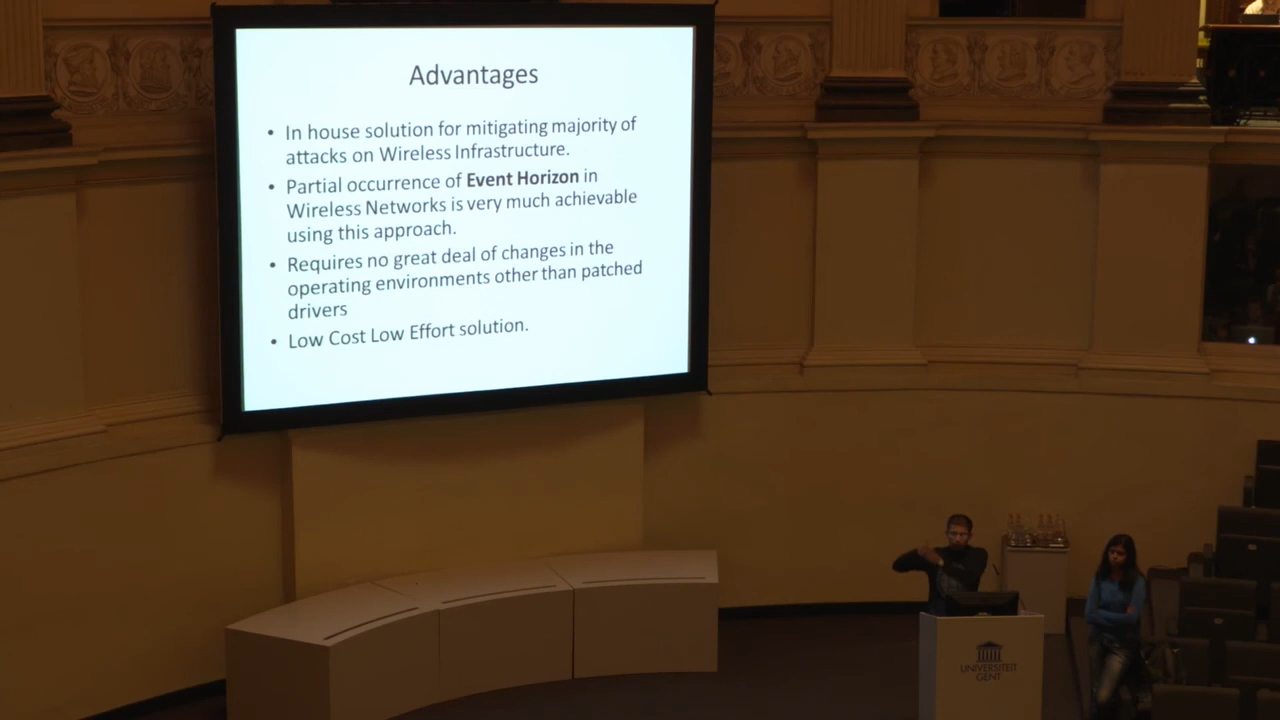 Advantages
• In house solution for mitigating majority of
attacks on Wireless Infrastructure.
• Partial occurrence of Event Horizon in
Wireless Networks is very much achievable
using this approach.
• Requires no great deal of changes in the
operating environments other than patched
drivers
• Low Cost Low Effort solution.
UNIVERSITEIT
GENT